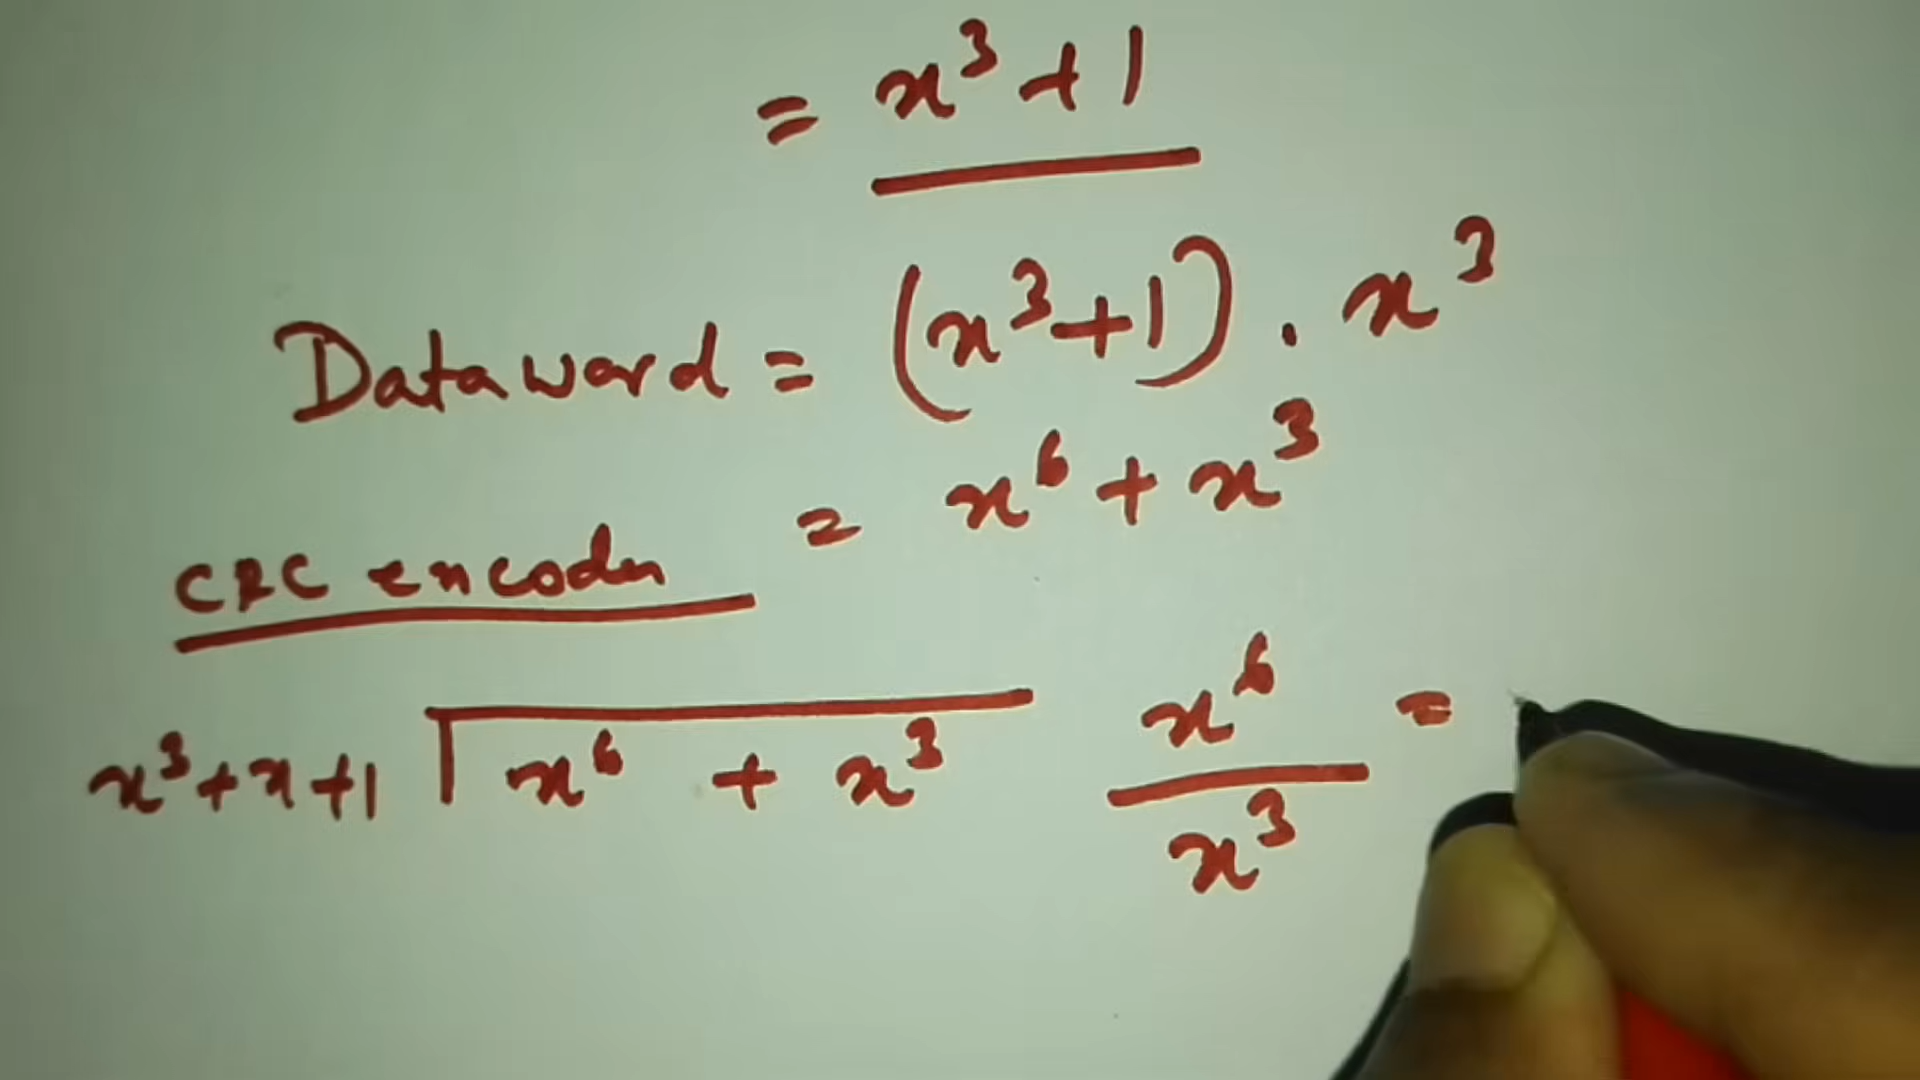 = x³+1
Dataword = (x³+1) . x³
= x⁶ + x³
CRC encoder
x³+x+1 x⁶ + x³ x⁶ =
x³